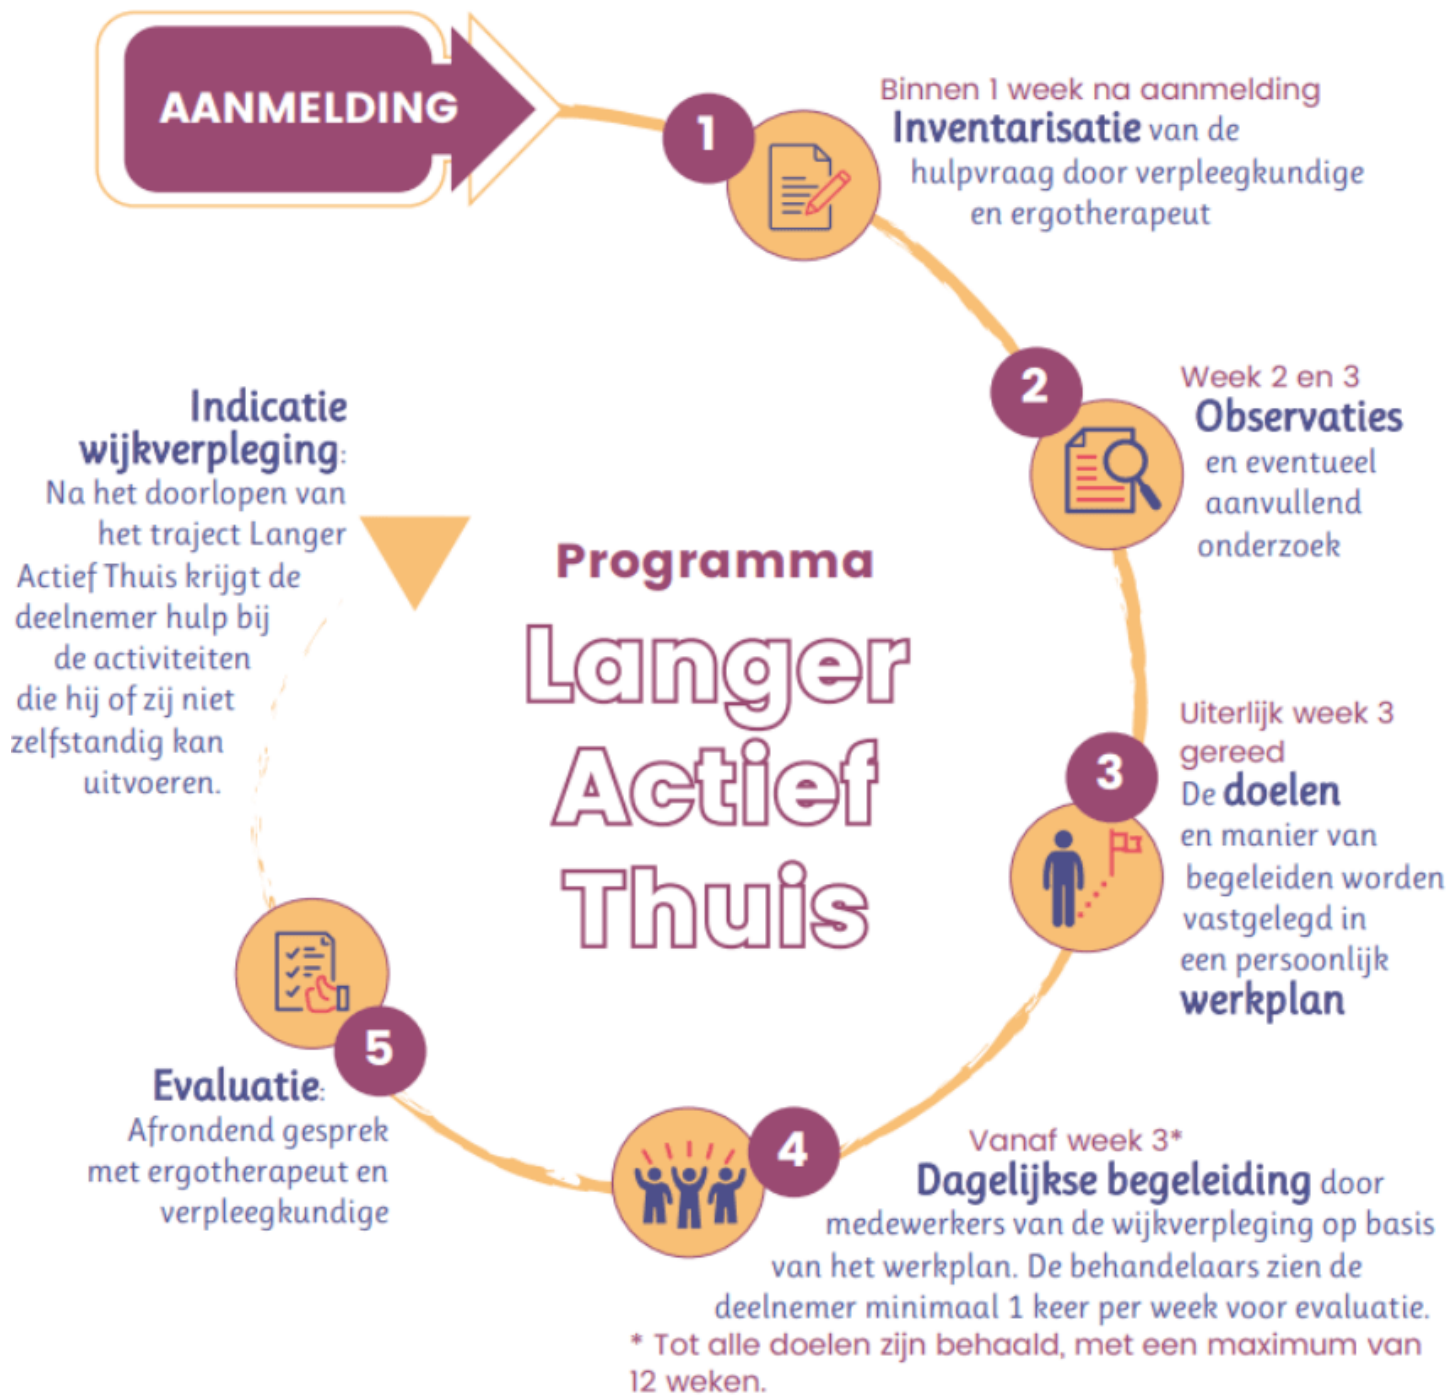 AANMELDING
1
Binnen 1 week na aanmelding
Inventarisatie van de
hulpvraag door verpleegkundige
en ergotherapeut
2
Week 2 en 3
Observaties
en eventueel
aanvullend
onderzoek
3
Uiterlijk week 3
gereed
De doelen
en manier van
begeleiden worden
vastgelegd in
een persoonlijk
werkplan
4
Vanaf week 3*
Dagelijkse begeleiding door
medewerkers van de wijkverpleging op basis
van het werkplan. De behandelaars zien de
deelnemer minimaal 1 keer per week voor evaluatie.
* Tot alle doelen zijn behaald, met een maximum van
12 weken.
5
Evaluatie:
Afrondend gesprek
met ergotherapeut en
verpleegkundige
Indicatie
wijkverpleging:
Na het doorlopen van
het traject Langer
Actief Thuis krijgt de
deelnemer hulp bij
de activiteiten
die hij of zij niet
zelfstandig kan
uitvoeren.
Programma
Langer
Actief
Thuis